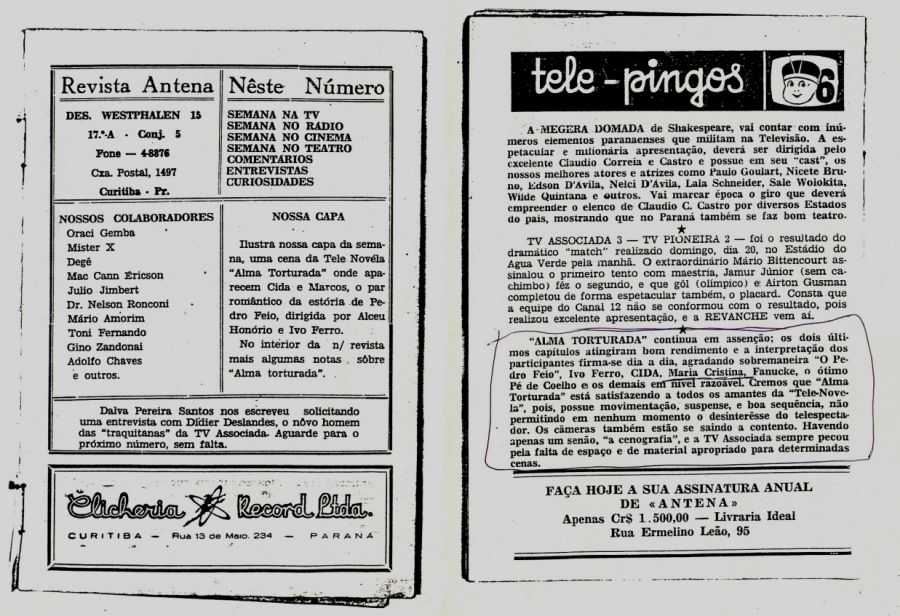 Revista Antena
DES. WESTPHALEN 15
17.º-A - Conj. 5
Fone — 4-8876
Cxa. Postal, 1497
Curitiba - Pr.
Nêste Número
SEMANA NA TV
SEMANA NO RÁDIO
SEMANA NO CINEMA
SEMANA NO TEATRO
COMENTÁRIOS
ENTREVISTAS
CURIOSIDADES
NOSSOS COLABORADORES
Oraci Gemba
Mister X
Degê
Mac Cann Éricson
Julio Jimbert
Dr. Nelson Ronconi
Mário Amorim
Toni Fernando
Gino Zandonai
Adolfo Chaves
e outros.
NOSSA CAPA
Ilustra nossa capa da sema-
na, uma cena da Tele Novéla
"Alma Torturada" onde apa-
recem Cida e Marcos, o par
romântico da estória de Pe-
dro Feio, dirigida por Alceu
Honório e Ivo Ferro.
No interior da n/ revista
mais algumas notas sôbre
"Alma torturada".
Dalva Pereira Santos nos escreveu solicitando
uma entrevista com Dídier Deslandes, o nôvo homem
das "traquitanas" da TV Associada. Aguarde para o
próximo número, sem falta.
Clicheria Record Ltda.
CURITIBA — Rua 13 de Maio, 234 — PARANÁ
tele-pingos
6
A MEGERA DOMADA de Shakespeare, vai contar com inú-
meros elementos paranaenses que militam na Televisão. A es-
petacular e milionária apresentação, deverá ser dirigida pelo
excelente Claudio Correia e Castro e possue em seu "cast", os
nossos melhores atores e atrizes como Paulo Goulart, Nicete Bru-
no, Edson D'Avila, Nelci D'Avila, Lala Schneider, Sale Wolokita,
Wilde Quintana e outros. Vai marcar época o giro que deverá
empreender o elenco de Claudio C. Castro por diversos Estados
do país, mostrando que no Paraná também se faz bom teatro.
TV ASSOCIADA 3 — TV PIONEIRA 2 — foi o resultado do
dramático "match" realizado domingo, dia 20, no Estádio do
Agua Verde pela manhã. O extraordinário Mário Bittencourt as-
sinalou o primeiro tento com maestria, Jamur Júnior (sem ca-
chimbo) fêz o segundo, e que gôl (olímpico) e Airton Gusman
completou de forma espetacular também, o placard. Consta que
a equipe do Canal 12 não se conformou com o resultado, pois
realizou excelente apresentação, e a REVANCHE vem aí.
"ALMA TORTURADA" continua em assenção; os dois últi-
mos capítulos atingiram bom rendimento e a interpretação dos
participantes firma-se dia a dia, agradando sobremaneira "O Pe-
dro Feio", Ivo Ferro, CIDA, Maria Cristina, Fanucke, o ótimo
Pé de Coelho e os demais em nível razoável. Cremos que "Alma
Torturada" está satisfazendo a todos os amantes da "Tele-Nove-
la", pois, possue movimentação, suspense, e boa sequência, não
permitindo em nenhum momento o desinterêsse do telespecta-
dor. Os câmeras também estão se saindo a contento. Havendo
apenas um senão, "a cenografia", e a TV Associada sempre pecou
pela falta de espaço e de material apropriado para determinadas
cenas.
FAÇA HOJE A SUA ASSINATURA ANUAL
DE «ANTENA»
Apenas Cr$ 1.500,00 — Livraria Ideal
Rua Ermelino Leão, 95